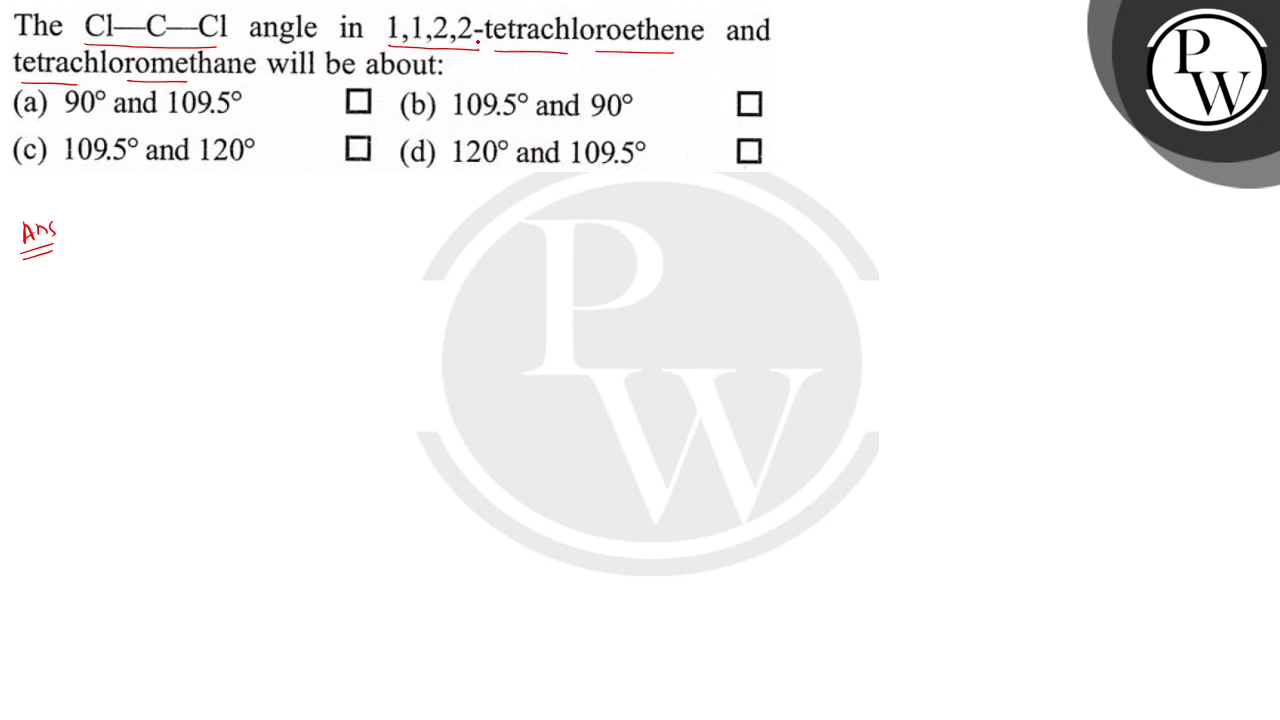 The Cl—C—Cl angle in 1,1,2,2-tetrachloroethene and
tetrachloromethane will be about:
(a) 90° and 109.5° □ (b) 109.5° and 90° □
(c) 109.5° and 120° □ (d) 120° and 109.5° □
Ans
P
W
P
W